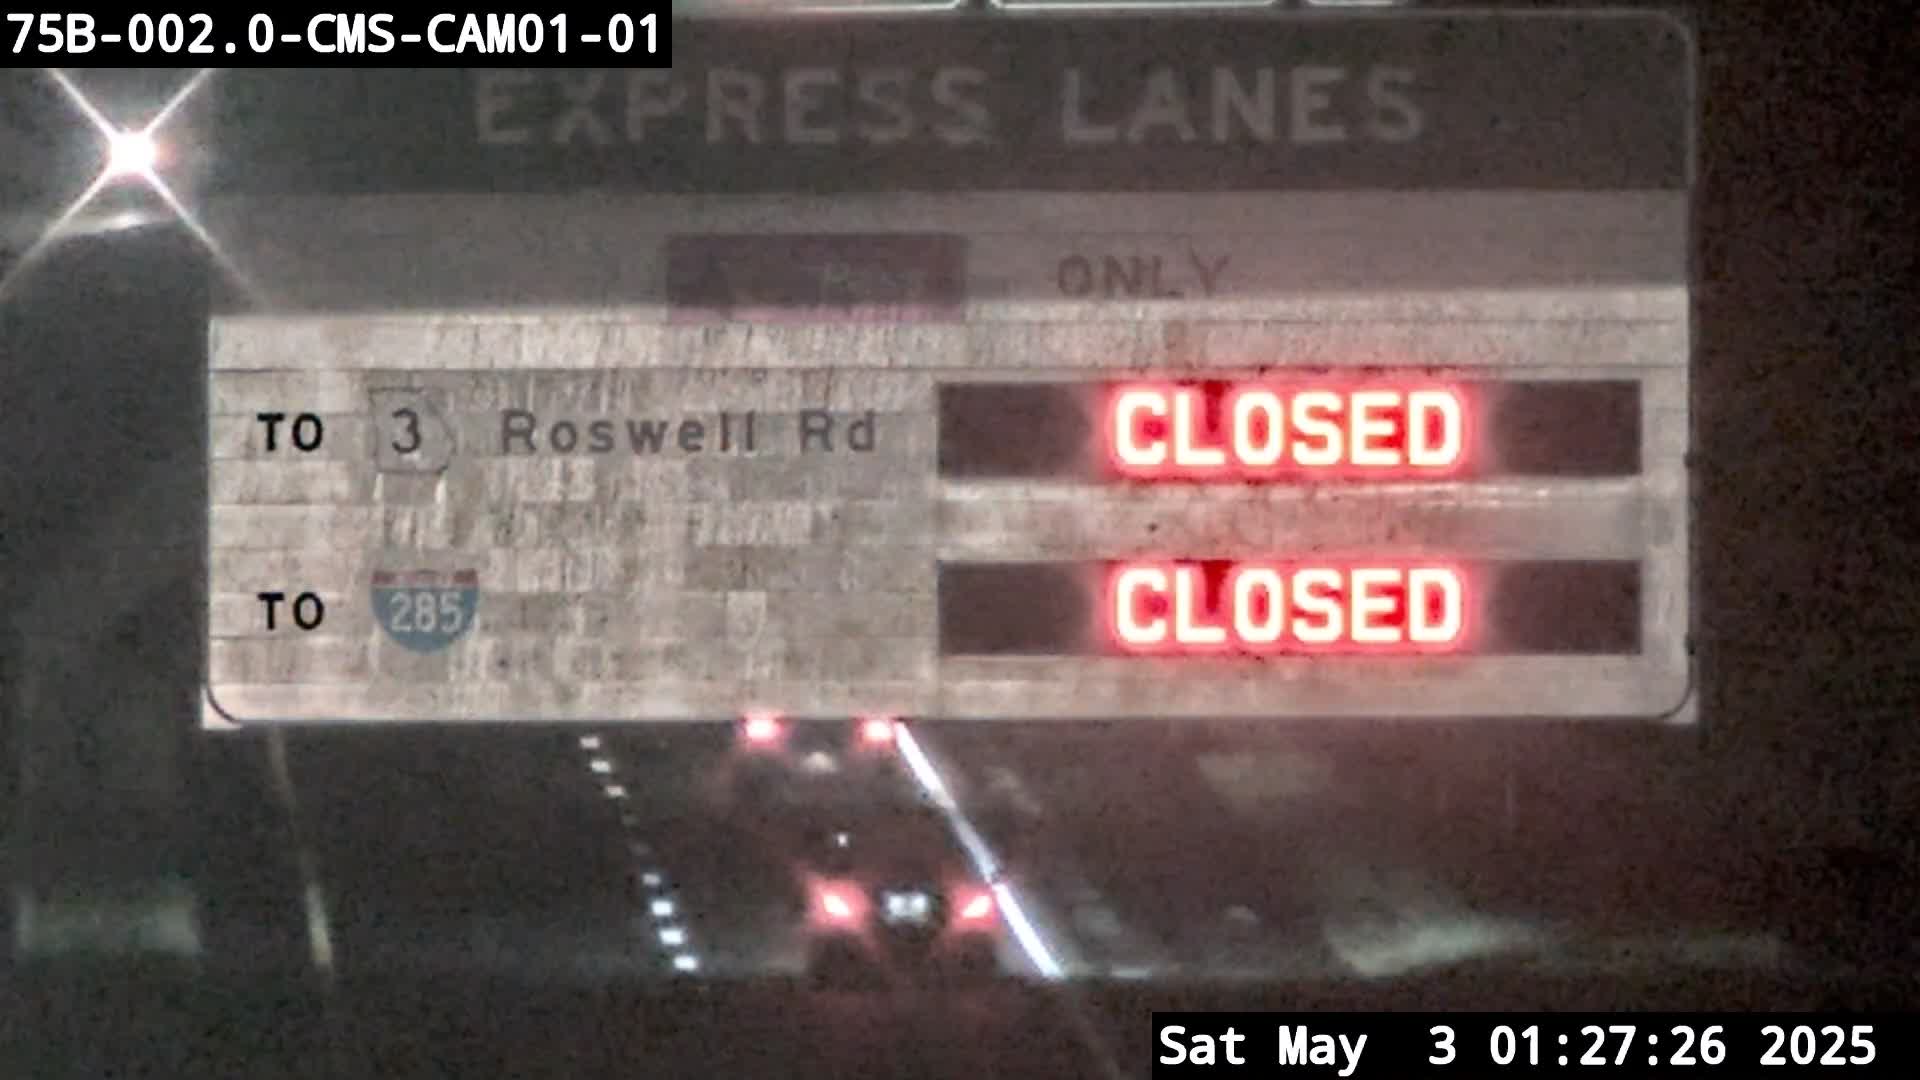 75B-002.0-CMS-CAM01-01
EXPRESS LANES
ONLY
TO 3 Roswell Rd CLOSED
TO 285 CLOSED
Sat May 3 01:27:26 2025